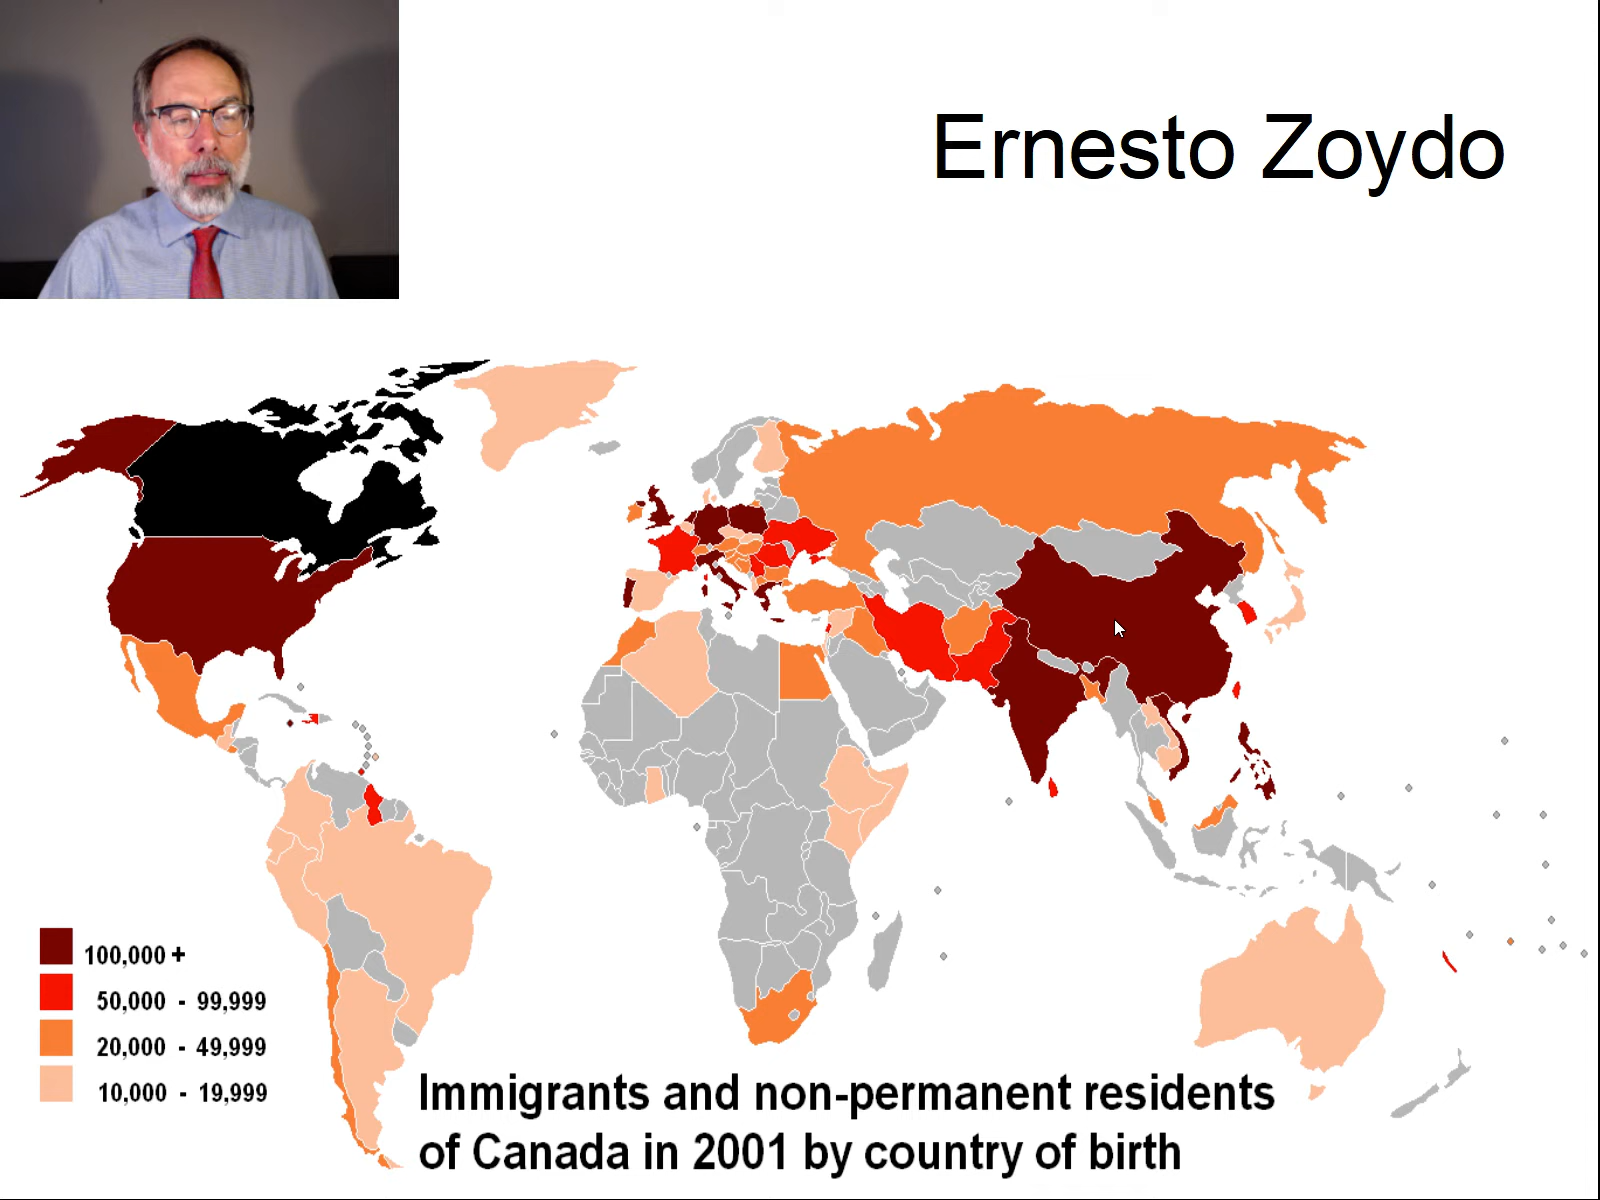 Ernesto Zoydo
100,000 +
50,000 - 99,999
20,000 - 49,999
10,000 - 19,999
Immigrants and non-permanent residents
of Canada in 2001 by country of birth